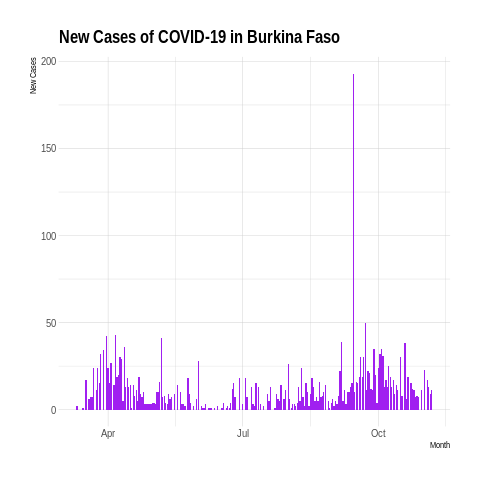 New Cases of COVID-19 in Burkina Faso
New Cases
200
150
100
50
0
Apr
Jul
Oct
Month